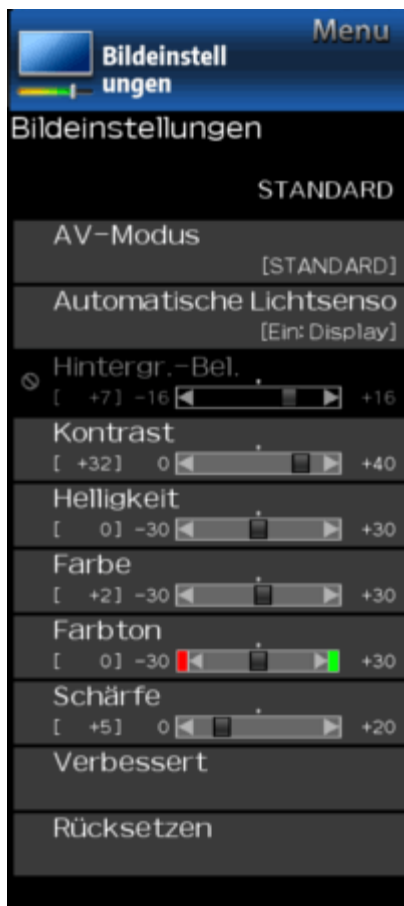 Menu
Bildeinstell
ungen
Bildeinstellungen
STANDARD
AV-Modus
[STANDARD]
Automatische Lichtsenso
[Ein: Display]
Hintergr.-Bel.
[ +7] -16 +16
Kontrast
[ +32] 0 +40
Helligkeit
[ 0] -30 +30
Farbe
[ +2] -30 +30
Farbton
[ 0] -30 +30
Schärfe
[ +5] 0 +20
Verbessert
Rücksetzen